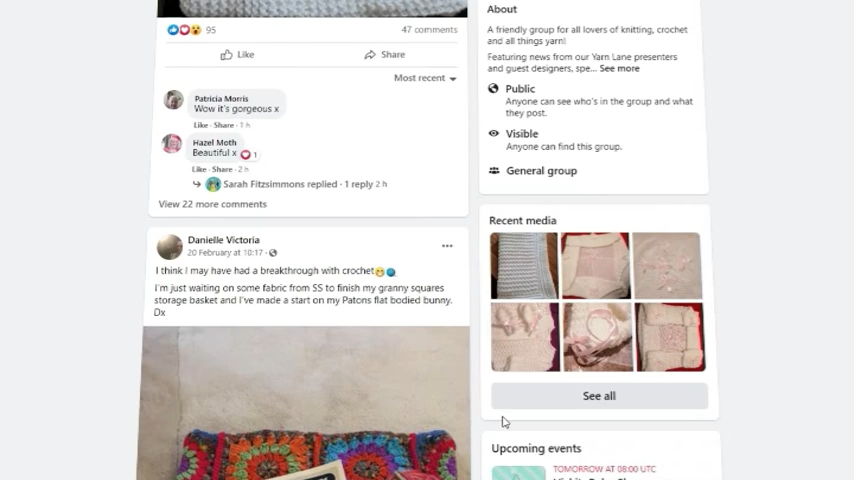 95
47 comments
Like
Share
Most recent
Patricia Morris
Wow it's gorgeous x
Like · Share · 1 h
Hazel Moth
Beautiful x
1
Like · Share · 2 h
Sarah Fitzsimmons replied · 1 reply 2 h
View 22 more comments
Danielle Victoria
20 February at 10:17 ·
I think I may have had a breakthrough with crochet
I'm just waiting on some fabric from SS to finish my granny squares
storage basket and I've made a start on my Patons flat bodied bunny.
Dx
About
A friendly group for all lovers of knitting, crochet
and all things yarn!
Featuring news from our Yarn Lane presenters
and guest designers, spe... See more
Public
Anyone can see who's in the group and what
they post.
Visible
Anyone can find this group.
General group
Recent media
See all
Upcoming events
TOMORROW AT 08:00 UTC